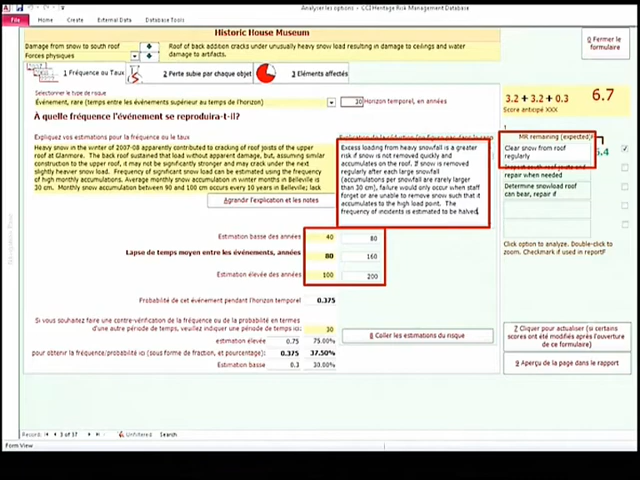 Analyser les options - CCI Heritage Risk Management Database
File Home Create External Data Database Tools
Historic House Museum
Damage from snow to south roof
Forces physiques
Roof of back addition cracks under unusually heavy snow load resulting in damage to ceilings and water
damage to artifacts.
0 Fermer le
formulaire
1 Fréquence ou Taux
2 Perte subie par chaque objet
3 Eléments affectés
Sélectionner le type de risque
Événement, rare (temps entre les événements supérieur au temps de l'horizon)
30 Horizon temporel, en années
3.2 + 3.2 + 0.3 6.7
Score anticipé XXX
À quelle fréquence l'événement se reproduira-t-il?
Expliquez vos estimations pour la fréquence ou le taux
Heavy snow in the winter of 2007-08 apparently contributed to cracking of roof joists of the upper
roof at Glanmore. The back roof sustained that load without apparent damage, but, assuming similar
construction to the upper roof, it may not be significantly stronger and may crack under the next
slightly heavier snow load. Frequency of significant snow load can be estimated using the frequency
of high monthly accumulations. Average monthly snow accumulation in winter months in Belleville is
30 cm. Monthly snow accumulation between 90 and 100 cm occurs every 10 years in Belleville; lack
Agrandir l'explication et les notes
Excess loading from heavy snowfall is a greater
risk if snow is not removed quickly and
accumulates on the roof. If snow is removed
regularly after each large snowfall
(accumulations per snowfall are rarely larger
than 30 cm), failure would only occur when staff
forget or are unable to remove snow such that it
accumulates to the high load point. The
frequency of incidents is estimated to be halved.
MR remaining (expected)
Clear snow from roof
regularly
repair when needed
Determine snowload roof
can bear, repair if
5.4
Click option to analyze. Double-click to
zoom. Checkmark if used in report
Estimation basse des années 40 80
Lapse de temps moyen entre les événements, années 80 160
Estimation élevée des années 100 200
Probabilité de cet événement pendant l'horizon temporel 0.375
Si vous souhaitez faire une contre-vérification de la fréquence ou de la probabilité en termes
d'une autre période de temps, veuillez indiquer une période de temps ici: 30
estimation élevée 0.75 75.00%
pour obtenir la fréquence/probabilité ici (sous forme de fraction, et pourcentage): 0.375 37.50%
Estimation basse 0.3 30.00%
8 Coller les estimations du risque
7 Cliquer pour actualiser (si certains
scores ont été modifiés après l'ouverture
de ce formulaire)
9 Aperçu de la page dans le rapport
Record: 3 of 37 Unfiltered Search
Form View